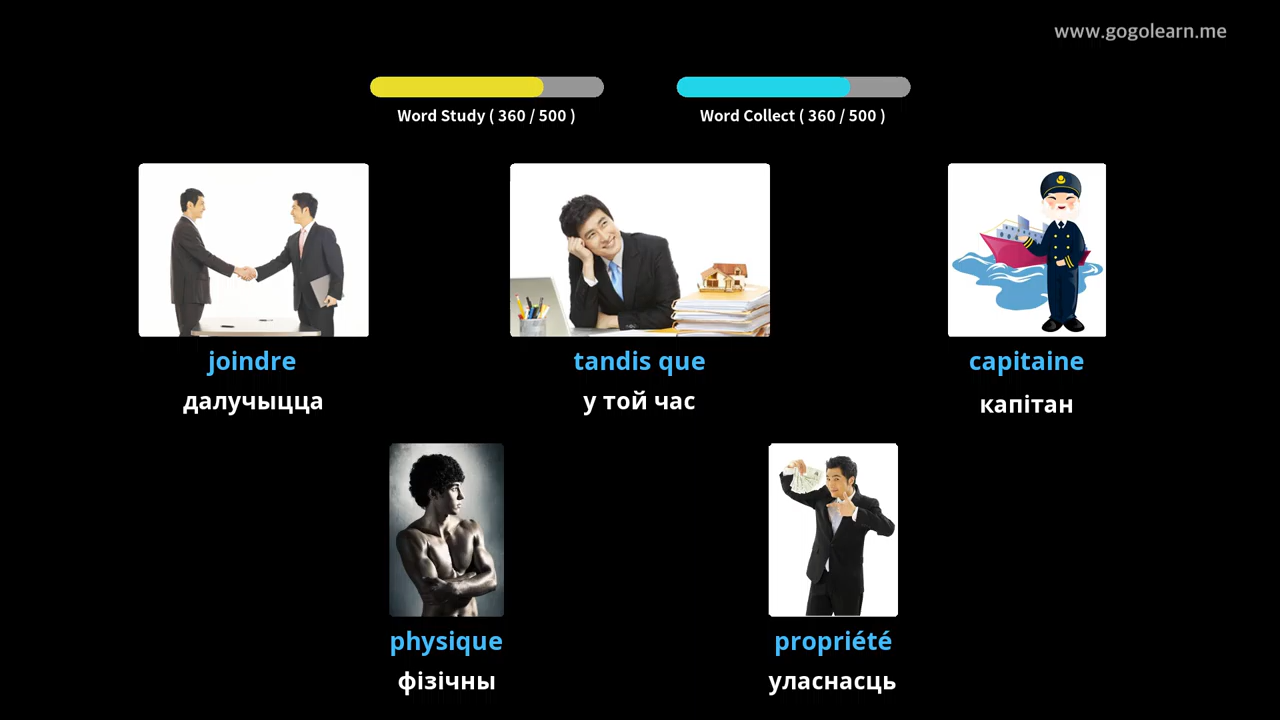 www.gogolearn.me
Word Study ( 360 / 500 )
Word Collect ( 360 / 500 )
joindre
далучыцца
tandis que
у той час
capitaine
капітан
physique
фізічны
propriété
уласнасць